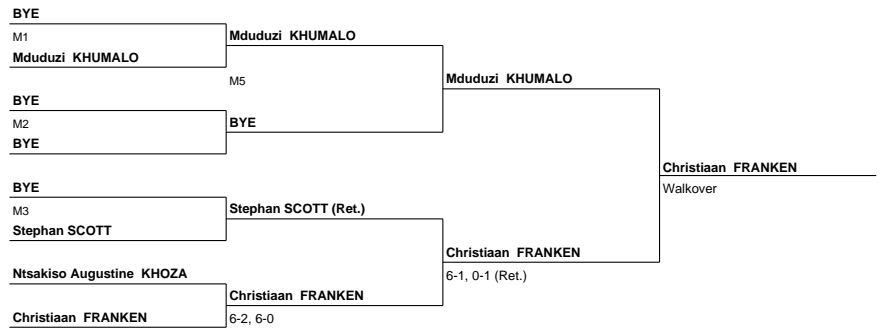 BYE
M1
Mduduzi KHUMALO
Mduduzi KHUMALO
M5
Mduduzi KHUMALO
BYE
M2
BYE
BYE
Christiaan FRANKEN
Walkover
BYE
M3
Stephan SCOTT
Stephan SCOTT (Ret.)
Christiaan FRANKEN
6-1, 0-1 (Ret.)
Ntsakiso Augustine KHOZA
Christiaan FRANKEN
Christiaan FRANKEN
6-2, 6-0